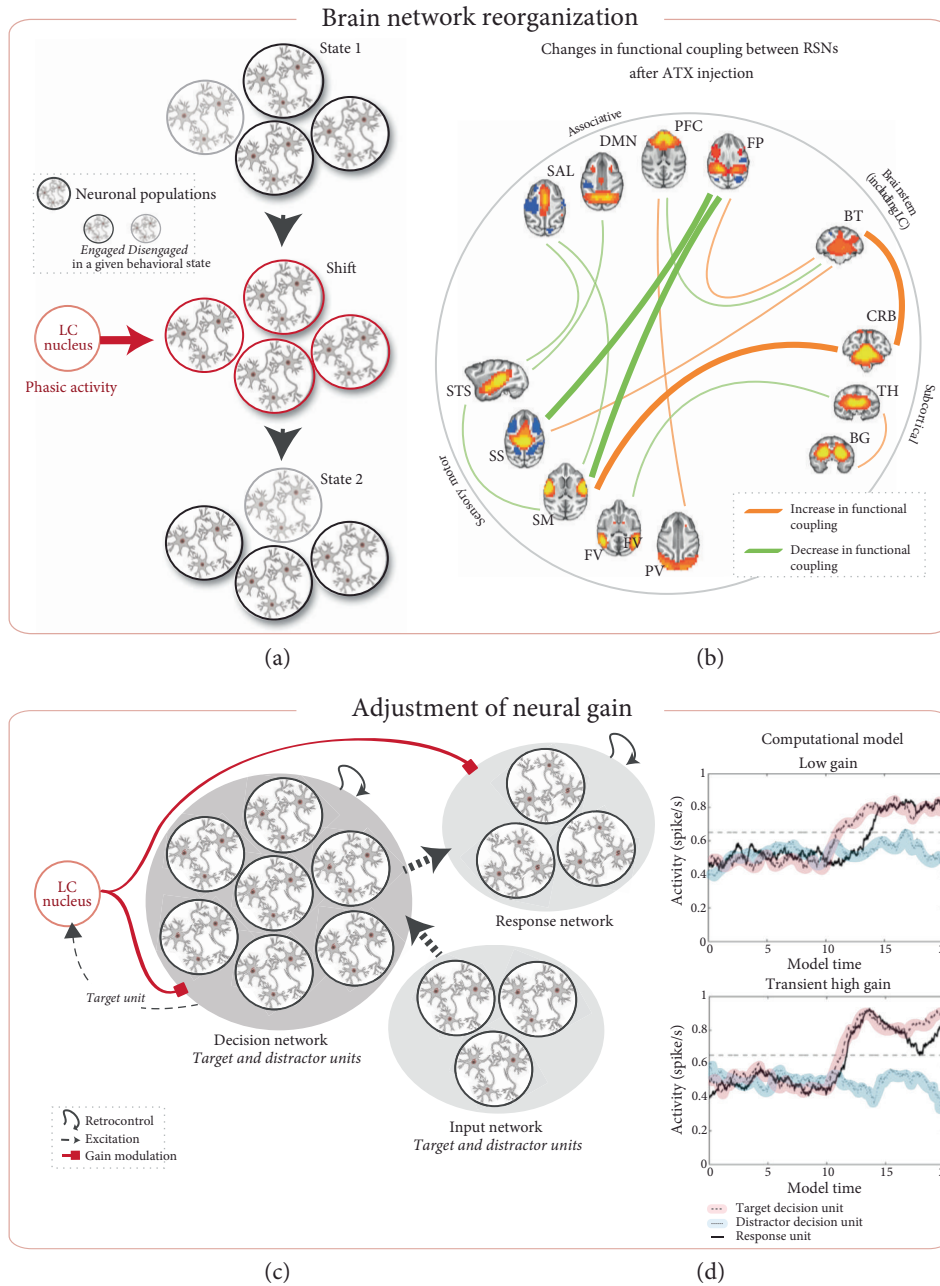 Brain network reorganization
State 1
Neuronal populations
Engaged Disengaged
in a given behavioral state
Shift
LC
nucleus
Phasic activity
State 2
(a)
Changes in functional coupling between RSNs
after ATX injection
Associative
Brainstem
(including LC)
Subcortical
Sensory motor
SAL
DMN
PFC
FP
BT
CRB
TH
BG
STS
SS
SM
FV
FV
PV
Increase in functional
coupling
Decrease in functional
coupling
(b)
Adjustment of neural gain
LC
nucleus
Target unit
Decision network
Target and distractor units
Response network
Input network
Target and distractor units
Retrocontrol
Excitation
Gain modulation
(c)
Computational model
Low gain
Activity (spike/s)
1
0.8
0.6
0.4
0.2
0
0
5
10
15
Model time
Transient high gain
Activity (spike/s)
1
0.8
0.6
0.4
0.2
0
0
5
10
15
Model time
Target decision unit
Distractor decision unit
Response unit
(d)